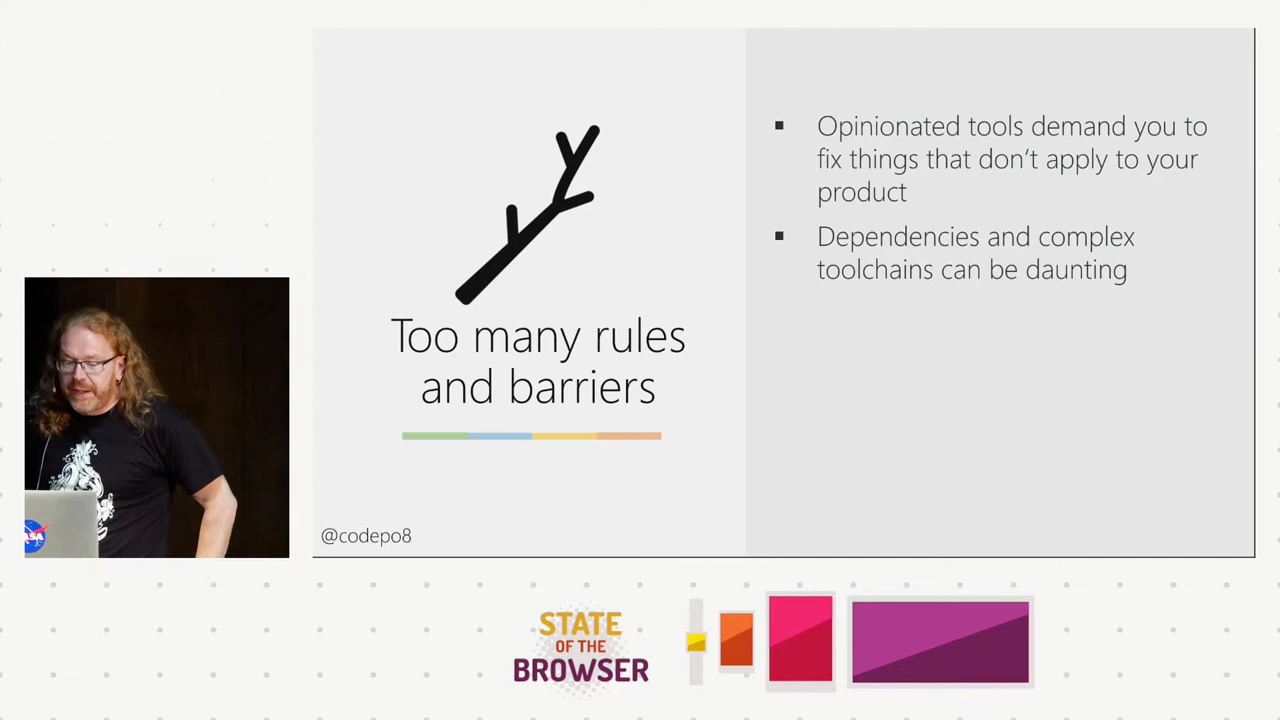 ▪ Opinionated tools demand you to
fix things that don’t apply to your
product
▪ Dependencies and complex
toolchains can be daunting
Too many rules
and barriers
@codepo8
ASA
STATE
OF THE
BROWSER